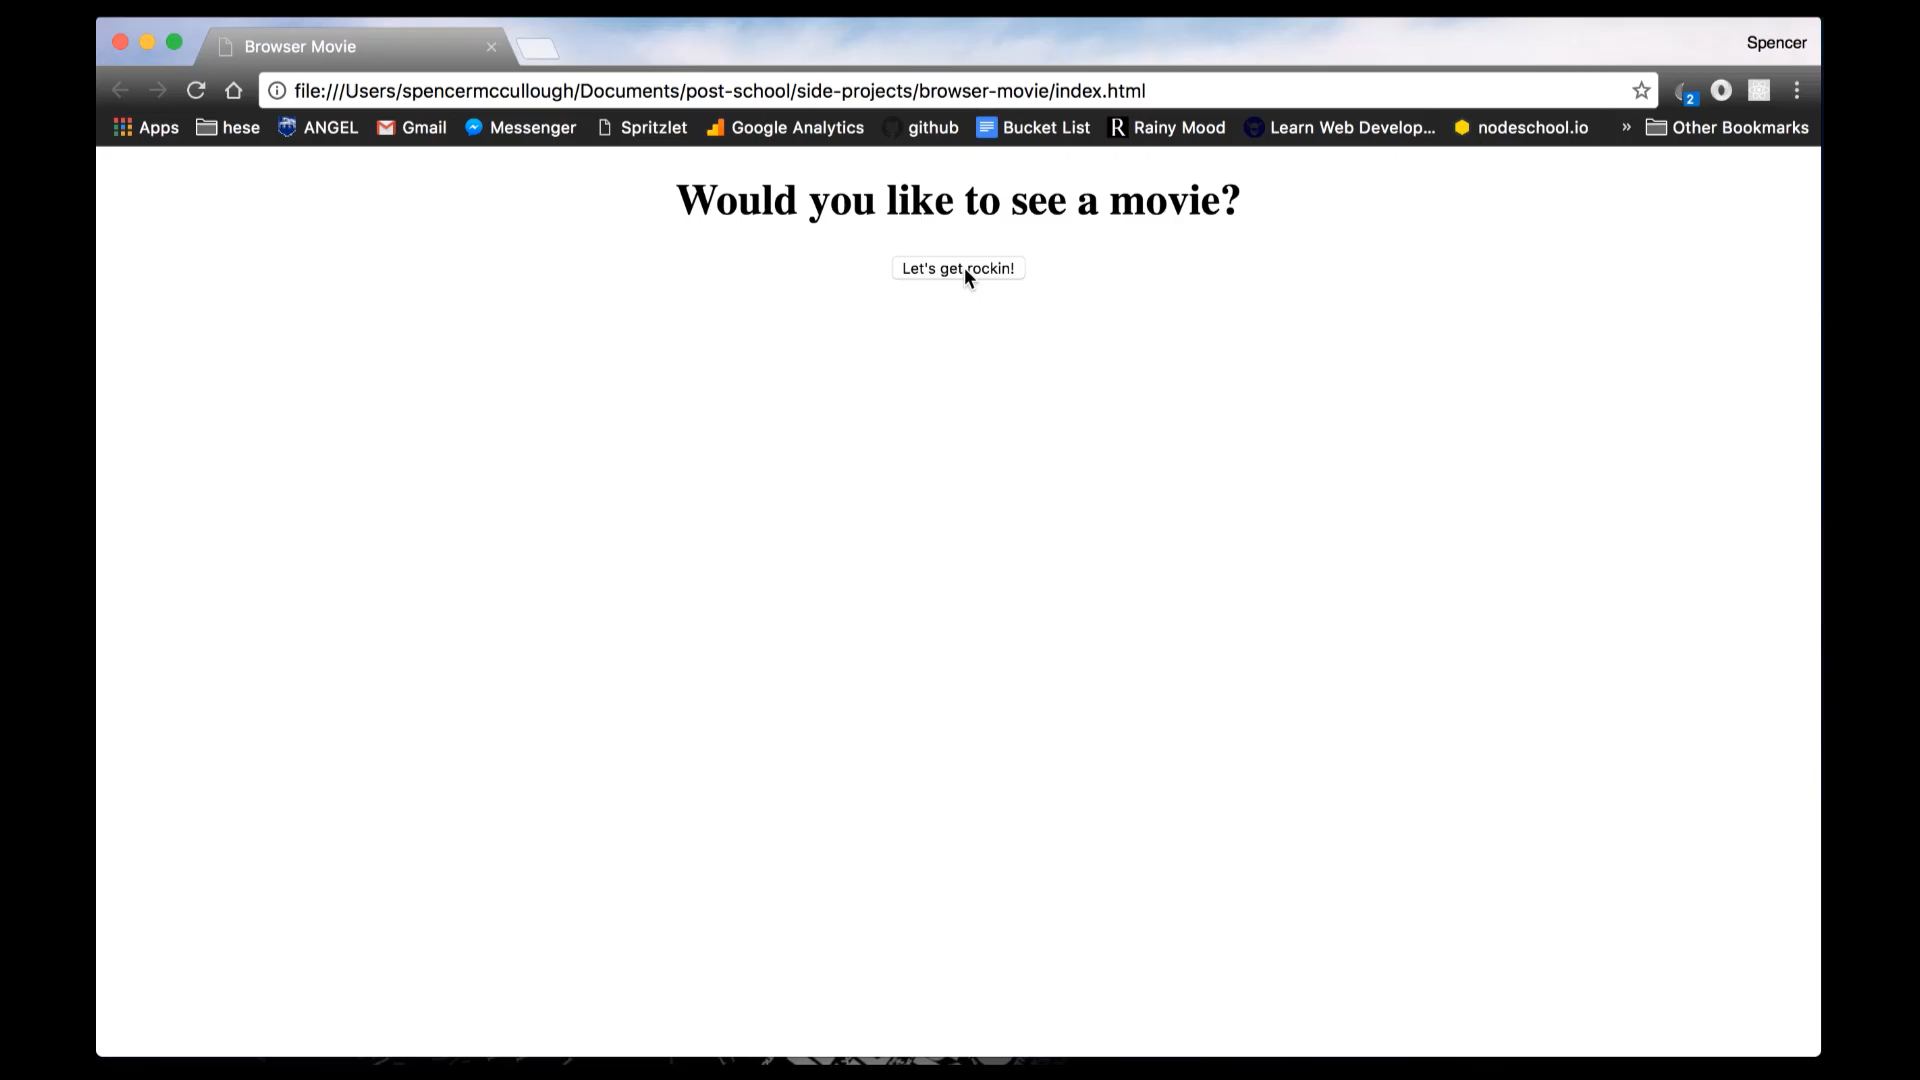 Browser Movie
Spencer
file:///Users/spencermccullough/Documents/post-school/side-projects/browser-movie/index.html
2
Apps hese ANGEL Gmail Messenger Spritzlet Google Analytics github Bucket List R Rainy Mood Learn Web Develop... nodeschool.io » Other Bookmarks
Would you like to see a movie?
Let's get rockin!